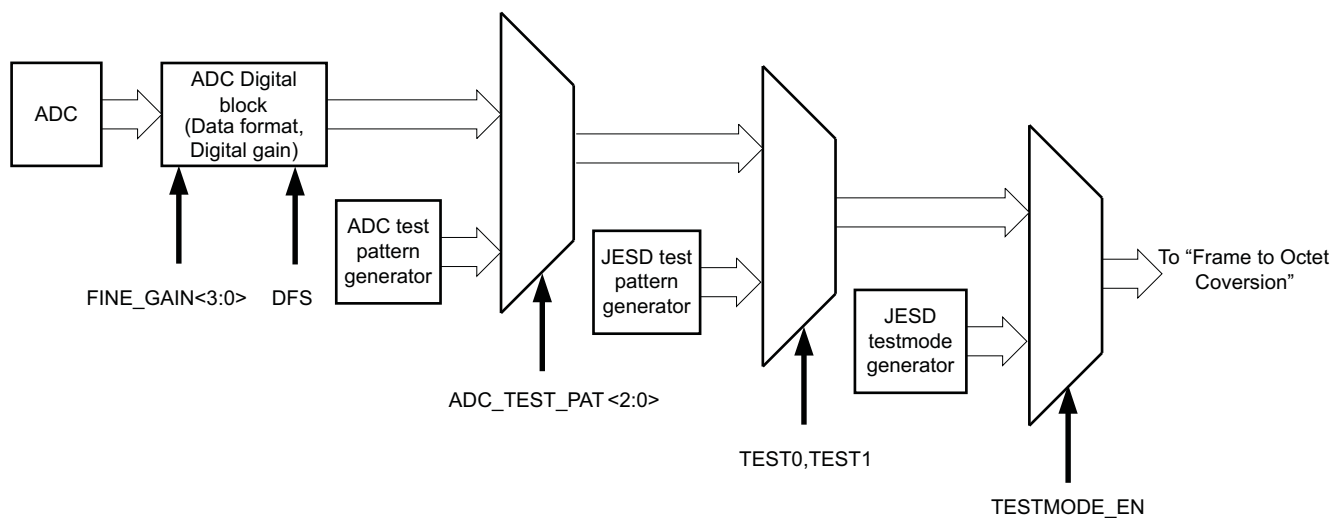 ADC
ADC Digital
block
(Data format,
Digital gain)
FINE_GAIN<3:0>
DFS
ADC test
pattern
generator
ADC_TEST_PAT <2:0>
JESD test
pattern
generator
TEST0,TEST1
JESD
testmode
generator
TESTMODE_EN
To “Frame to Octet
Coversion”